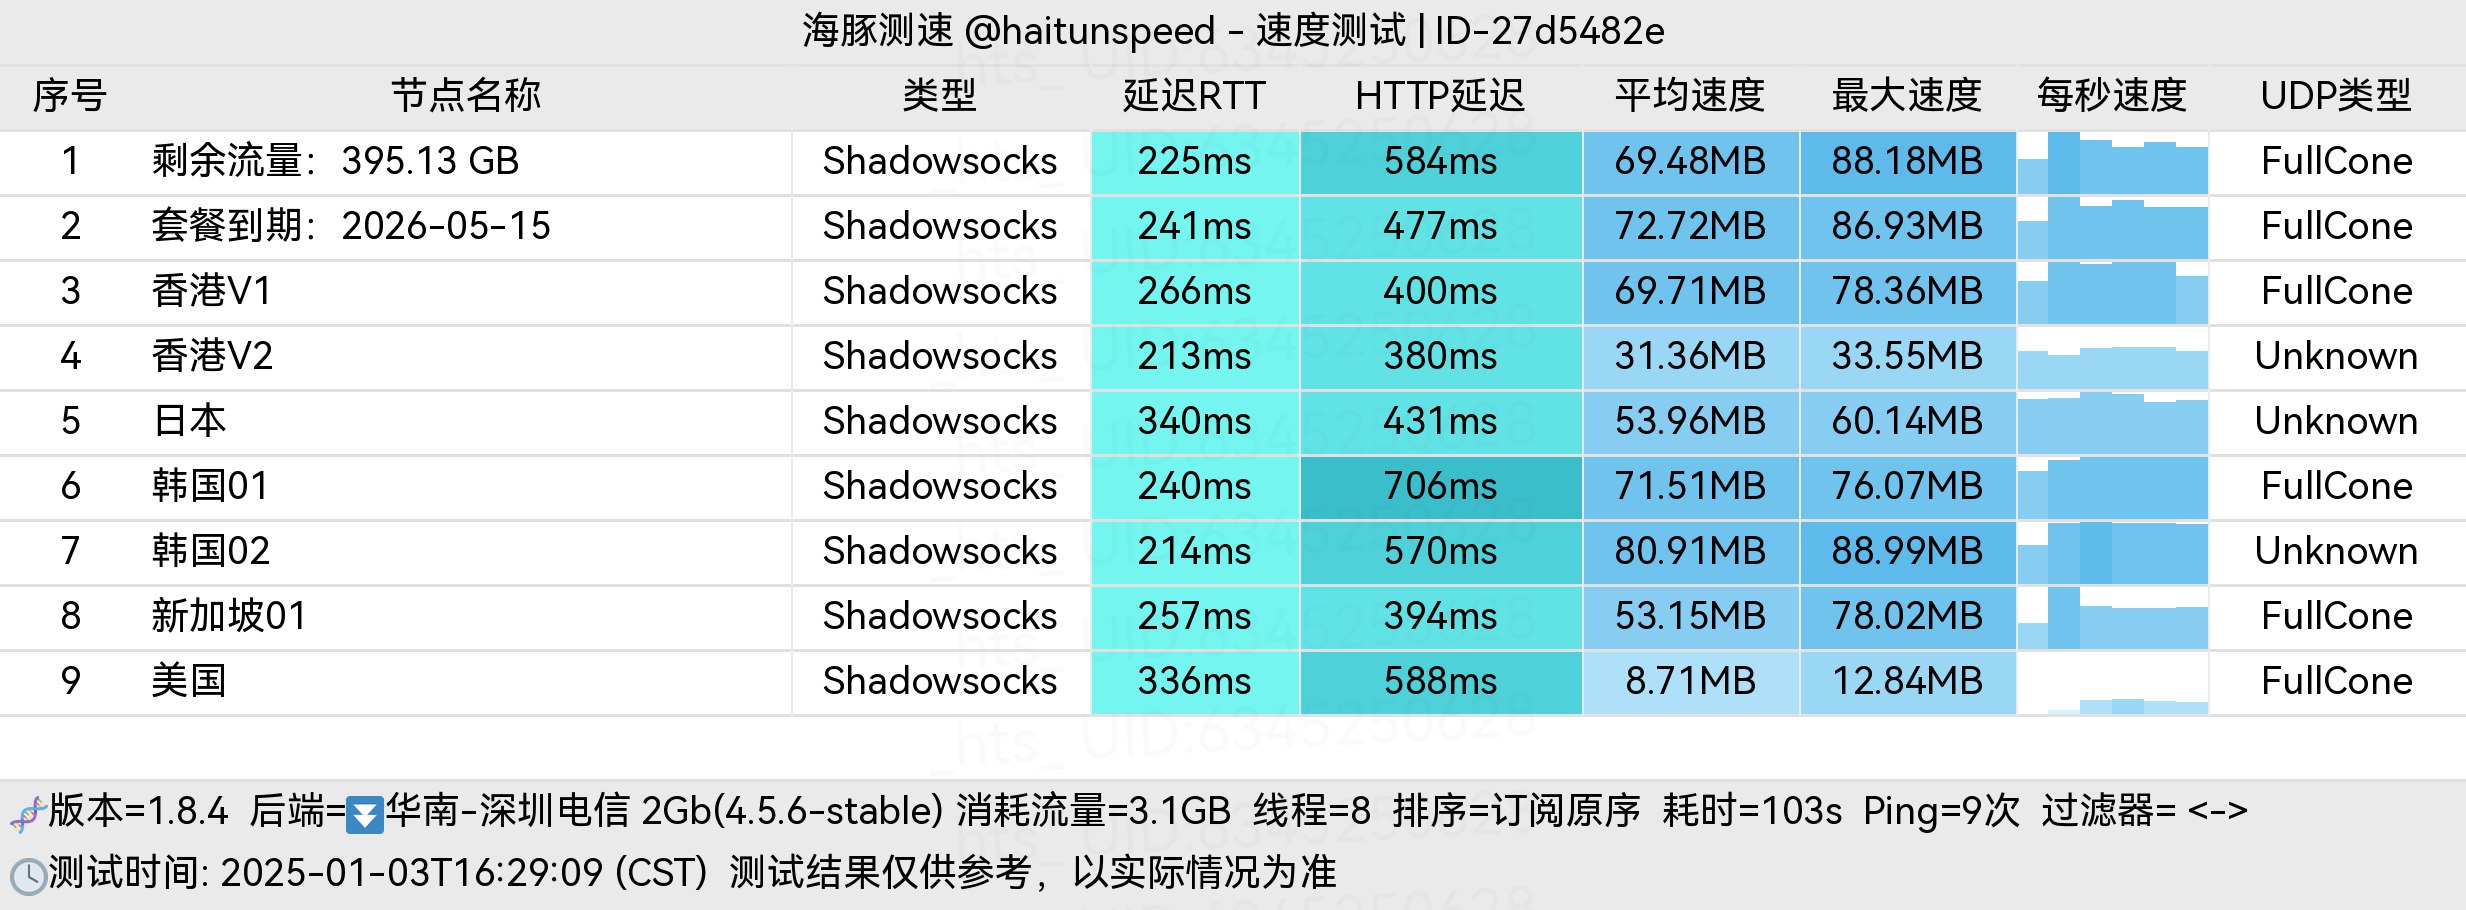 海豚测速 @haitunspeed - 速度测试 | ID-27d5482e
序号 节点名称 类型 延迟RTT HTTP延迟 平均速度 最大速度 每秒速度 UDP类型
1 剩余流量：395.13 GB Shadowsocks 225ms 584ms 69.48MB 88.18MB FullCone
2 套餐到期：2026-05-15 Shadowsocks 241ms 477ms 72.72MB 86.93MB FullCone
3 香港V1 Shadowsocks 266ms 400ms 69.71MB 78.36MB FullCone
4 香港V2 Shadowsocks 213ms 380ms 31.36MB 33.55MB Unknown
5 日本 Shadowsocks 340ms 431ms 53.96MB 60.14MB Unknown
6 韩国01 Shadowsocks 240ms 706ms 71.51MB 76.07MB FullCone
7 韩国02 Shadowsocks 214ms 570ms 80.91MB 88.99MB Unknown
8 新加坡01 Shadowsocks 257ms 394ms 53.15MB 78.02MB FullCone
9 美国 Shadowsocks 336ms 588ms 8.71MB 12.84MB FullCone
_hts_ UID:6345250628
版本=1.8.4 后端=⏬华南-深圳电信 2Gb(4.5.6-stable) 消耗流量=3.1GB 线程=8 排序=订阅原序 耗时=103s Ping=9次 过滤器= <->
测试时间: 2025-01-03T16:29:09 (CST) 测试结果仅供参考，以实际情况为准